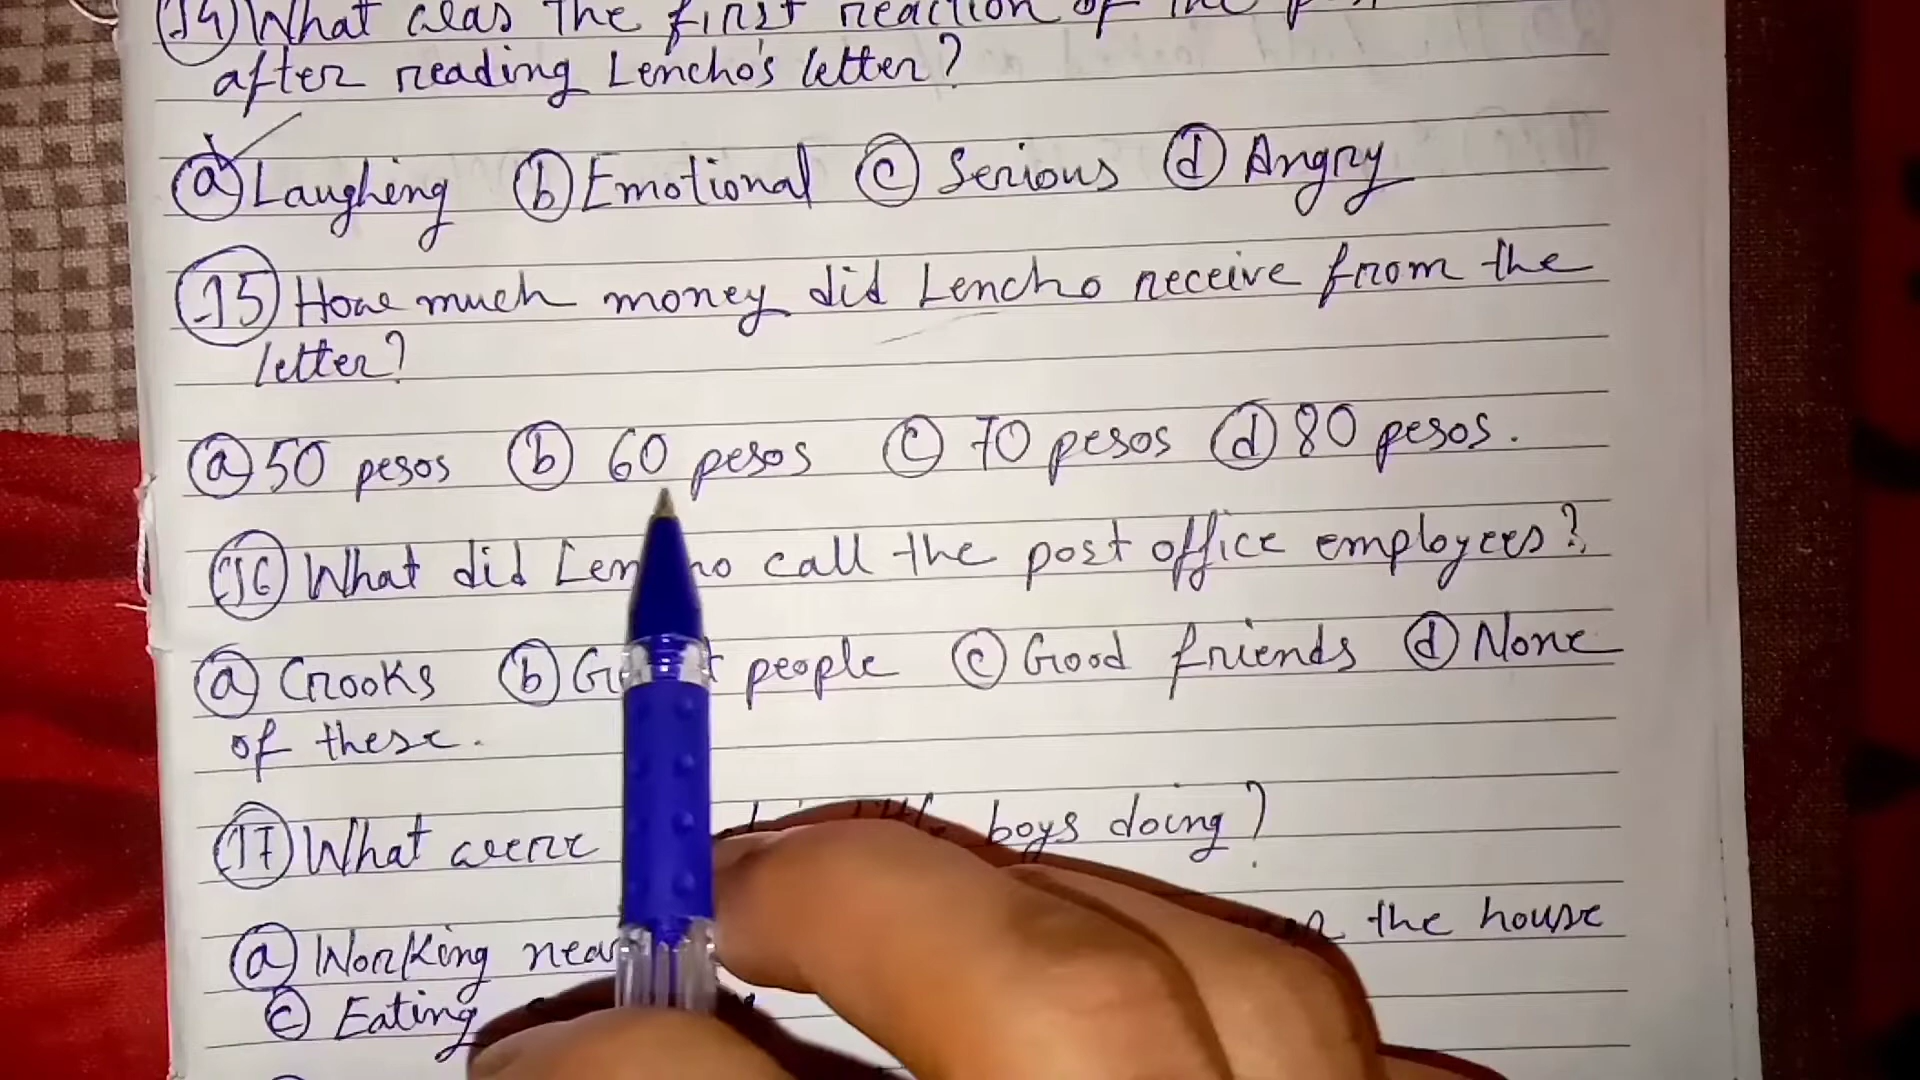 14 What was the first reaction of the
after reading Lencho's letter?
a Laughing b Emotional c Serious d Angry
15 How much money did Lencho receive from the
letter?
a 50 pesos b 60 pesos c 70 pesos d 80 pesos.
16 What did call the post office employees?
a Crooks b people c Good friends d None
of these.
17 What were boys doing?
a Working the house
c Eating